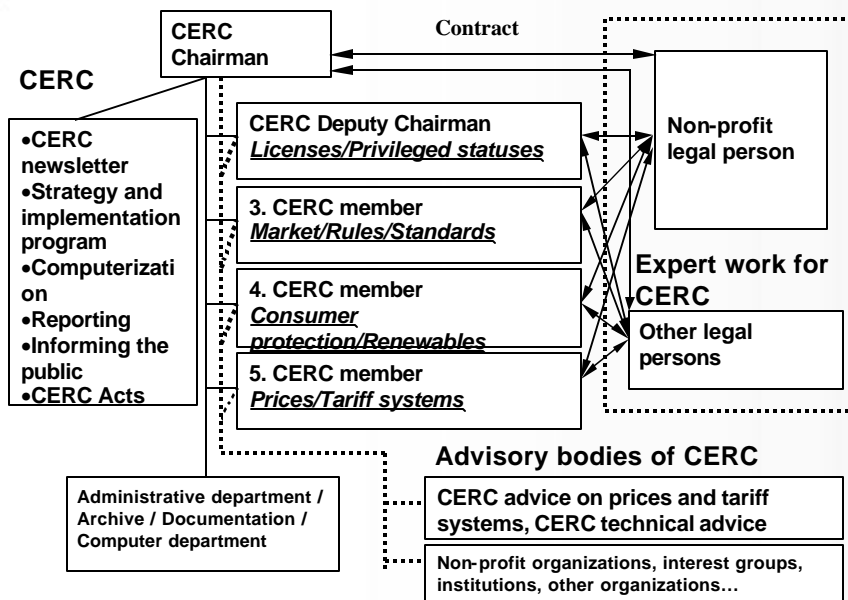 CERC
Chairman
Contract
CERC
•CERC
newsletter
•Strategy and
implementation
program
•Computerizati
on
•Reporting
•Informing the
public
•CERC Acts
CERC Deputy Chairman
Licenses/Privileged statuses
3. CERC member
Market/Rules/Standards
4. CERC member
Consumer
protection/Renewables
5. CERC member
Prices/Tariff systems
Non-profit
legal person
Expert work for
CERC
Other legal
persons
Administrative department /
Archive / Documentation /
Computer department
Advisory bodies of CERC
CERC advice on prices and tariff
systems, CERC technical advice
Non-profit organizations, interest groups,
institutions, other organizations…